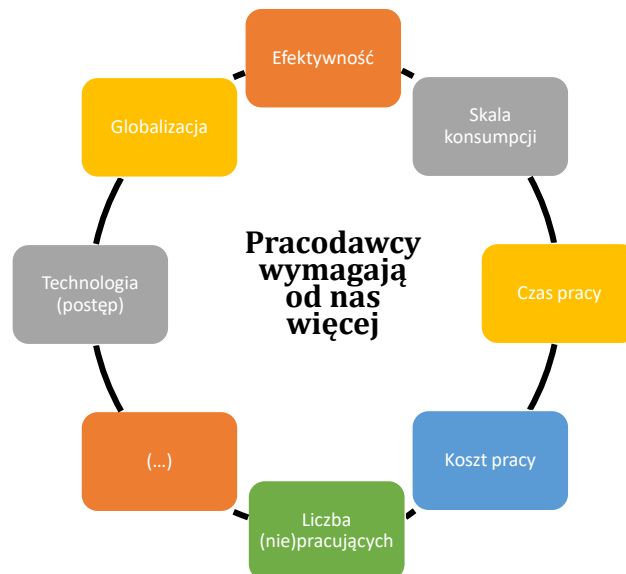 Efektywność
Skala
konsumpcji
Czas pracy
Koszt pracy
Liczba
(nie)pracujących
(...)
Technologia
(postęp)
Globalizacja
Pracodawcy
wymagają
od nas
więcej